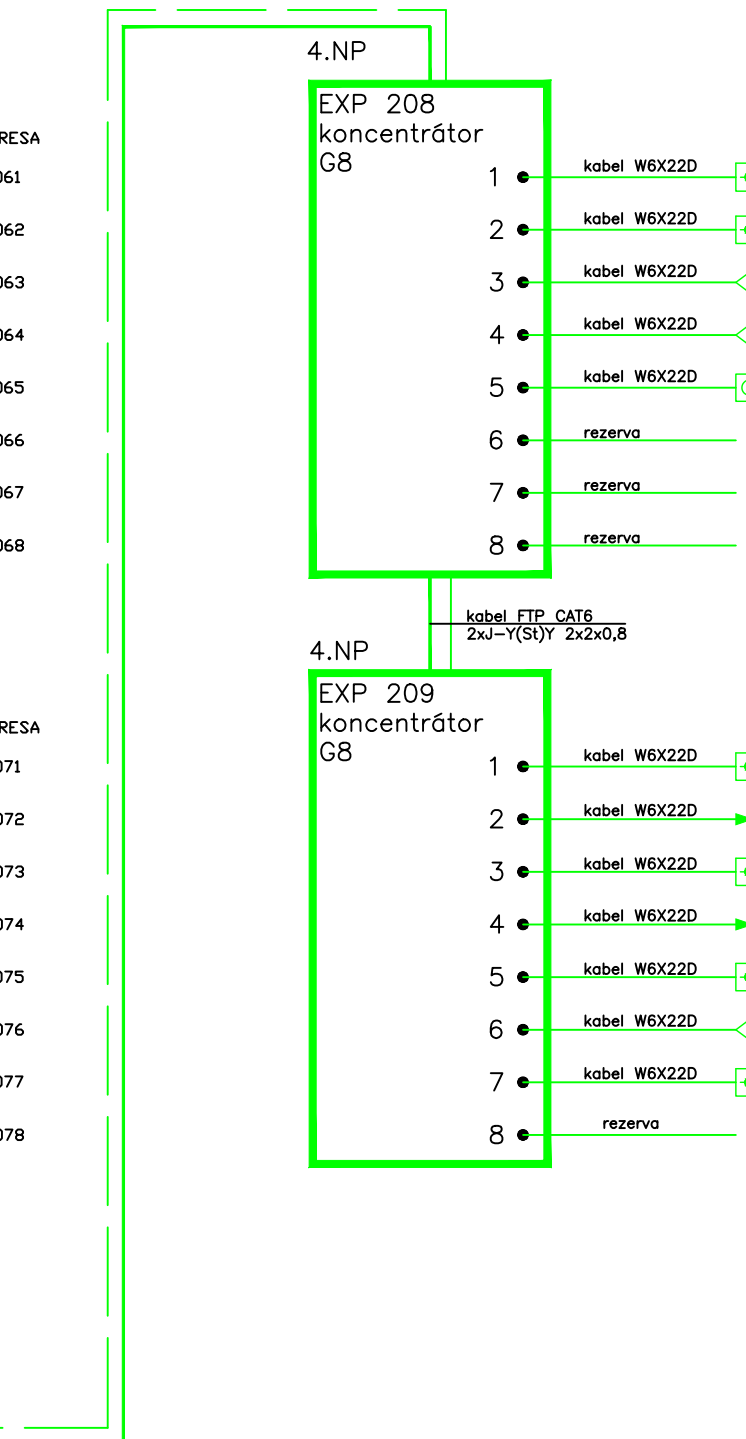 4.NP
EXP 208
koncentrátor
G8
1 kabel W6X22D
2 kabel W6X22D
3 kabel W6X22D
4 kabel W6X22D
5 kabel W6X22D
6 rezerva
7 rezerva
8 rezerva
RESA
061
062
063
064
065
066
067
068
kabel FTP CAT6
2xJ-Y(St)Y 2x2x0,8
4.NP
EXP 209
koncentrátor
G8
1 kabel W6X22D
2 kabel W6X22D
3 kabel W6X22D
4 kabel W6X22D
5 kabel W6X22D
6 kabel W6X22D
7 kabel W6X22D
8 rezerva
RESA
071
072
073
074
075
076
077
078